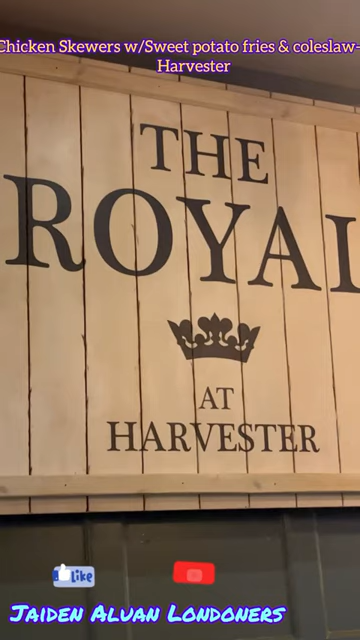 Chicken Skewers w/Sweet potato fries & coleslaw-
Harvester
THE
ROYAL
AT
HARVESTER
Like
JAIDEN ALUAN LONDONERS